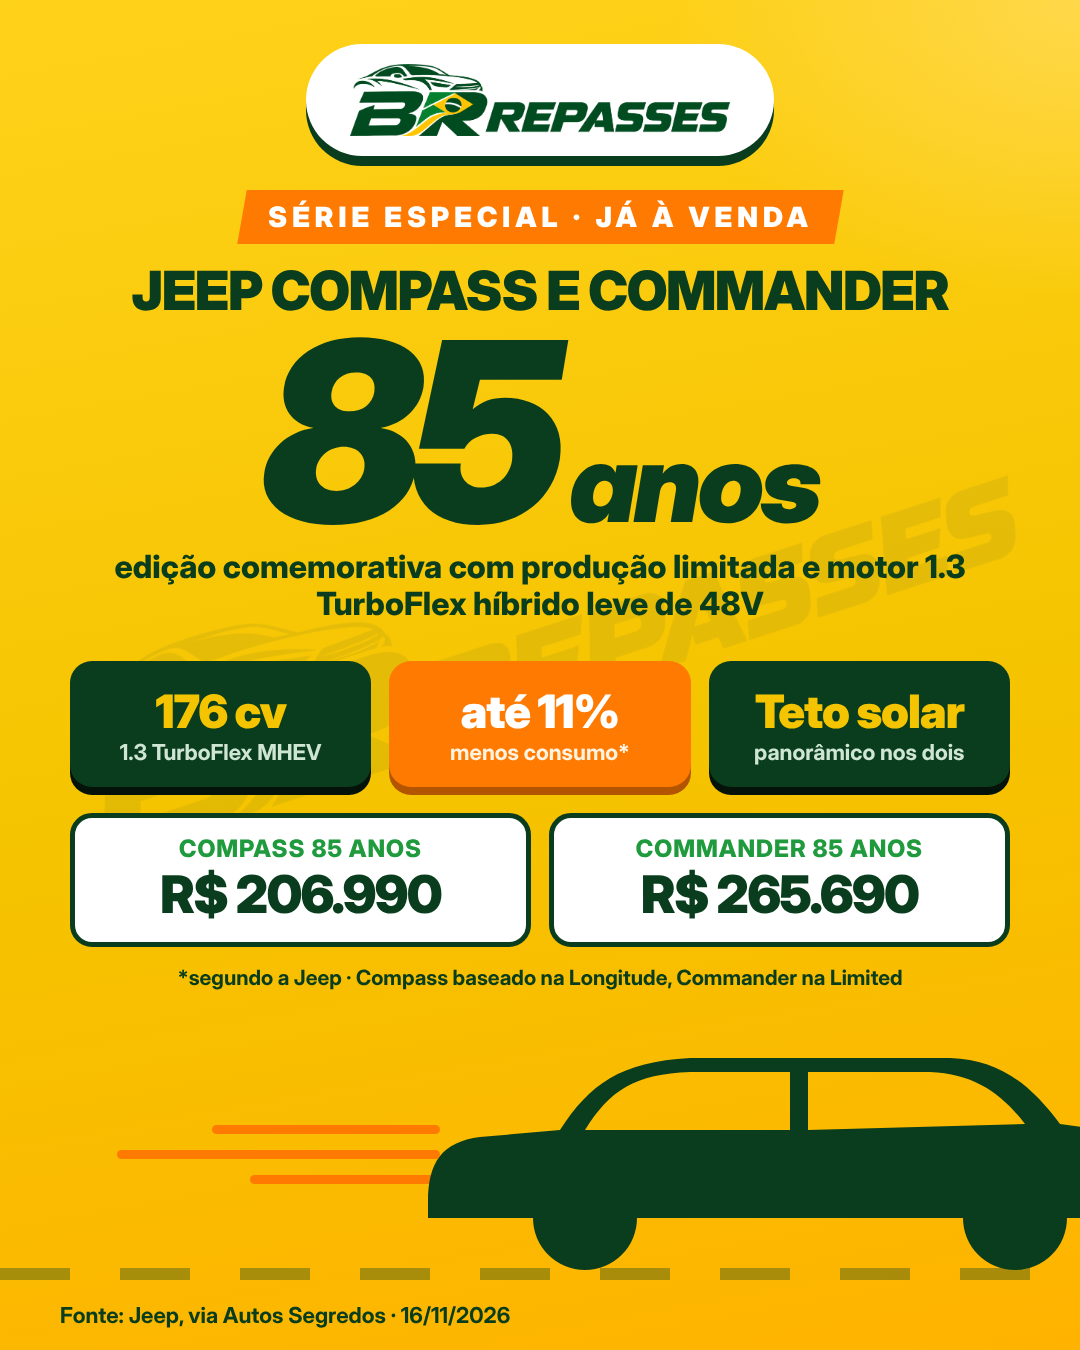 BR REPASSES
SÉRIE ESPECIAL · JÁ À VENDA
JEEP COMPASS E COMMANDER
85 anos
edição comemorativa com produção limitada e motor 1.3
TurboFlex híbrido leve de 48V
REPASSES
176 cv
1.3 TurboFlex MHEV
até 11%
menos consumo*
Teto solar
panorâmico nos dois
COMPASS 85 ANOS
R$ 206.990
COMMANDER 85 ANOS
R$ 265.690
*segundo a Jeep · Compass baseado na Longitude, Commander na Limited
Fonte: Jeep, via Autos Segredos · 16/11/2026